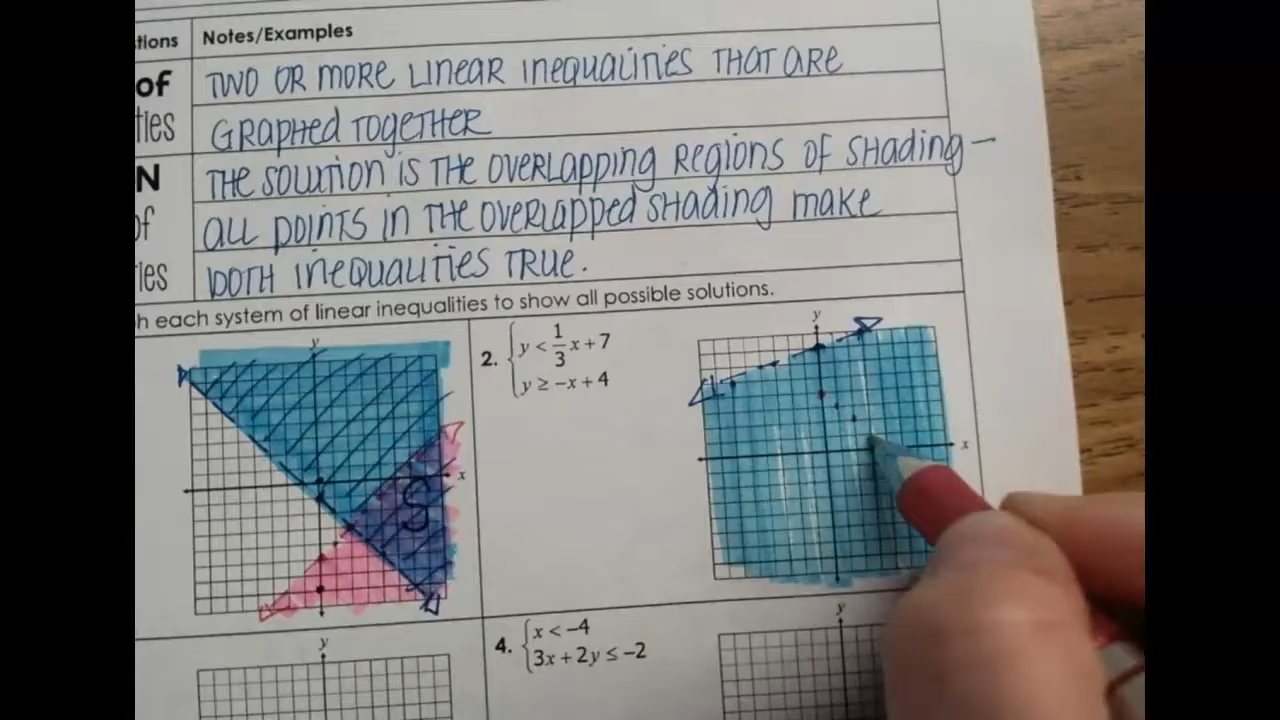 tions Notes/Examples
of TWO OR MORE LINEAR INEQUALITIES THAT ARE
ties GRAPHED TOGETHER
N THE SOLUTION IS THE OVERLAPPING REGIONS OF SHADING –
of ALL POINTS IN THE OVERLAPPED SHADING MAKE
ies BOTH INEQUALITIES TRUE.
h each system of linear inequalities to show all possible solutions.
y
x
S
2. y < 1/3 x + 7
y ≥ -x + 4
y
x
y
4. x < -4
3x + 2y ≤ -2
y